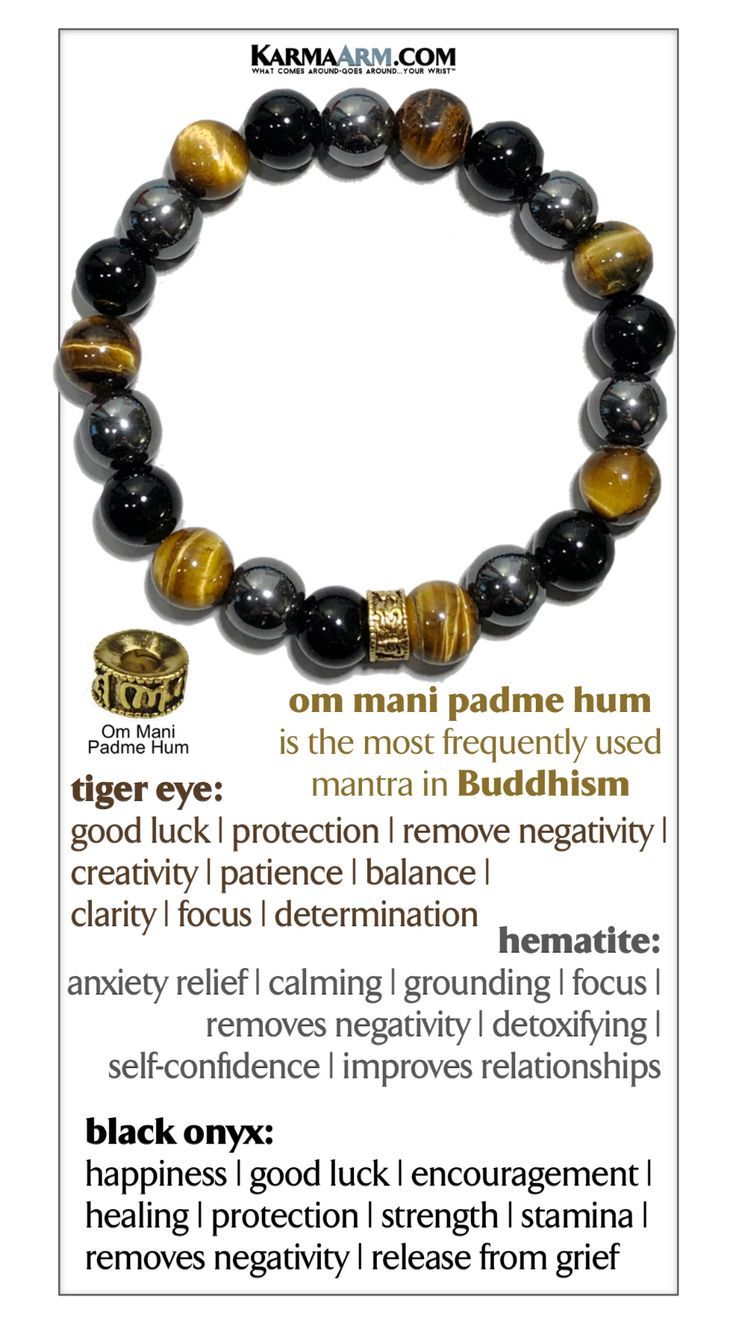 KARMAARM.COM
WHAT COMES AROUND-GOES AROUND...YOUR WRIST™
Om Mani
Padme Hum
om mani padme hum
is the most frequently used
mantra in Buddhism
tiger eye:
good luck | protection | remove negativity |
creativity | patience | balance |
clarity | focus | determination
hematite:
anxiety relief | calming | grounding | focus |
removes negativity | detoxifying |
self-confidence | improves relationships
black onyx:
happiness | good luck | encouragement |
healing | protection | strength | stamina |
removes negativity | release from grief